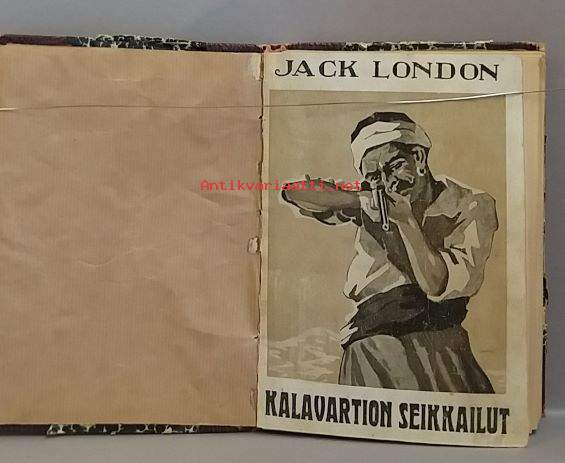 JACK LONDON
Antikvariaatti.net
KALAVARTION SEIKKAILUT